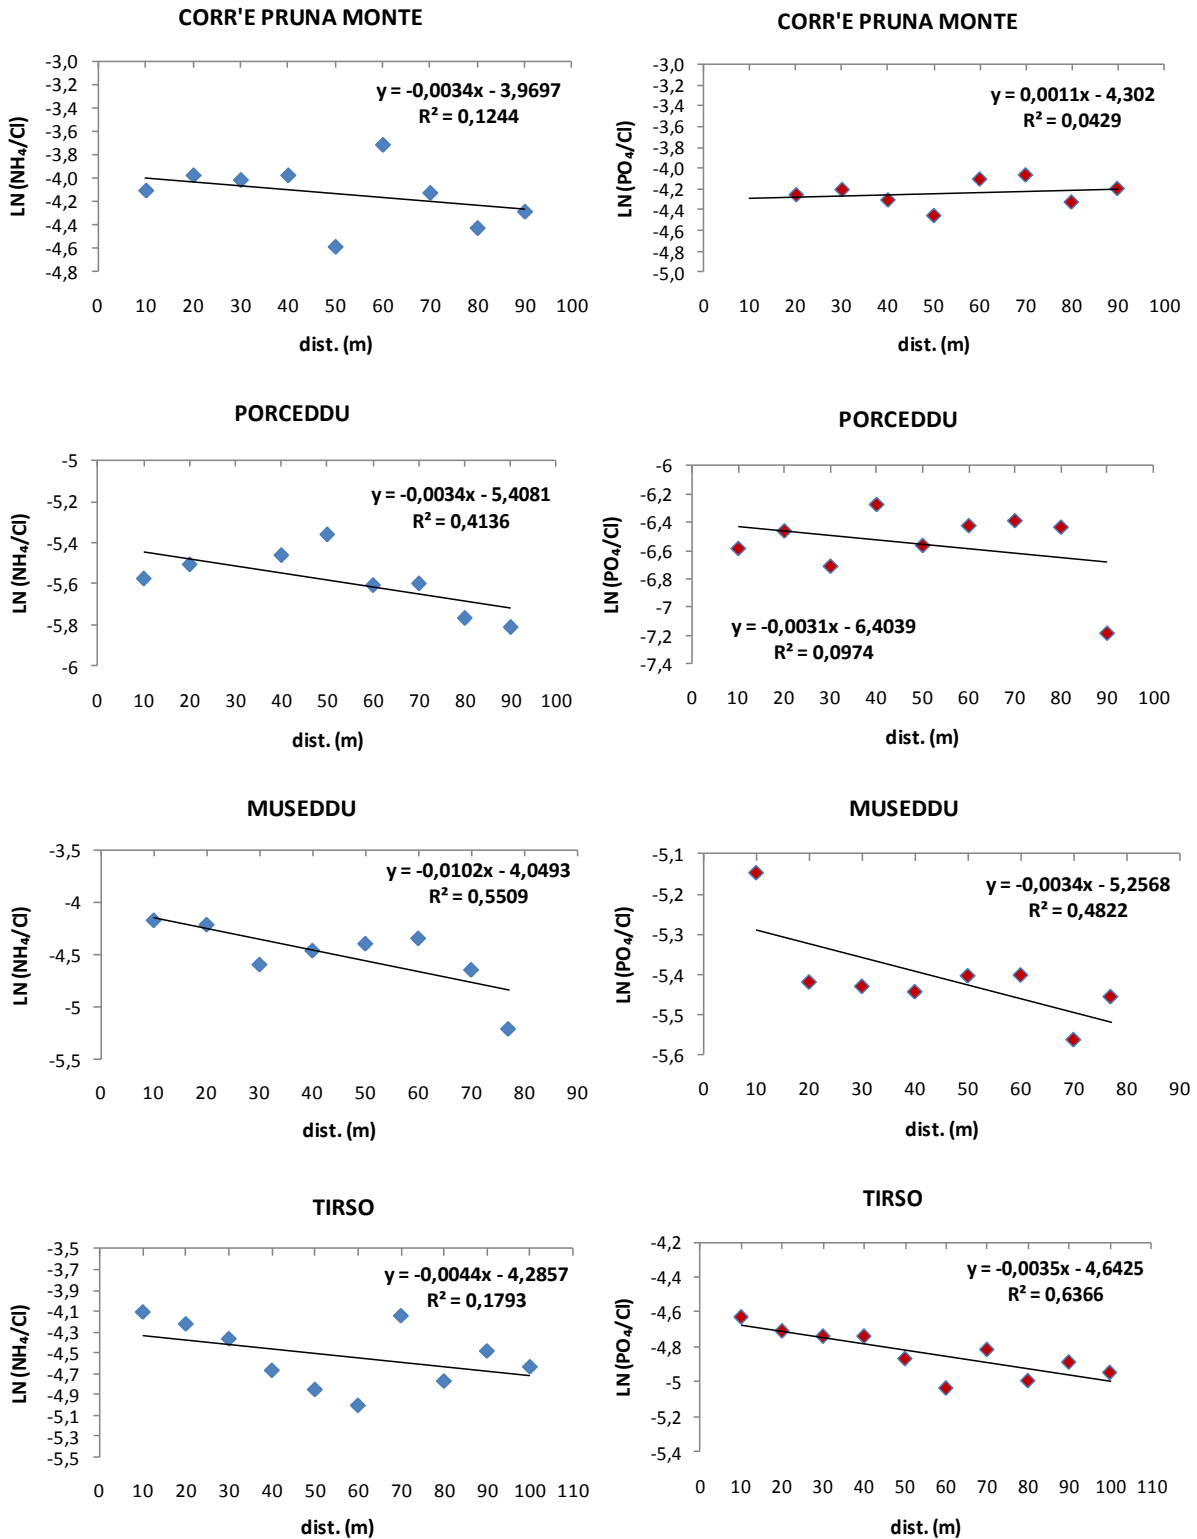 CORR'E PRUNA MONTE
y = -0,0034x - 3,9697
R² = 0,1244
LN (NH₄/Cl)
-3,0
-3,2
-3,4
-3,6
-3,8
-4,0
-4,2
-4,4
-4,6
-4,8
0 10 20 30 40 50 60 70 80 90 100
dist. (m)
CORR'E PRUNA MONTE
y = 0,0011x - 4,302
R² = 0,0429
LN (PO₄/Cl)
-3,0
-3,2
-3,4
-3,6
-3,8
-4,0
-4,2
-4,4
-4,6
-4,8
-5,0
0 10 20 30 40 50 60 70 80 90 100
dist. (m)
PORCEDDU
y = -0,0034x - 5,4081
R² = 0,4136
LN (NH₄/Cl)
-5
-5,2
-5,4
-5,6
-5,8
-6
0 10 20 30 40 50 60 70 80 90 100
dist. (m)
PORCEDDU
LN (PO₄/Cl)
-6
-6,2
-6,4
-6,6
-6,8
-7
-7,2
-7,4
y = -0,0031x - 6,4039
R² = 0,0974
0 10 20 30 40 50 60 70 80 90 100
dist. (m)
MUSEDDU
y = -0,0102x - 4,0493
R² = 0,5509
LN (NH₄/Cl)
-3,5
-4
-4,5
-5
-5,5
0 10 20 30 40 50 60 70 80 90
dist. (m)
MUSEDDU
y = -0,0034x - 5,2568
R² = 0,4822
LN (PO₄/Cl)
-5,1
-5,2
-5,3
-5,4
-5,5
-5,6
0 10 20 30 40 50 60 70 80 90
dist. (m)
TIRSO
y = -0,0044x - 4,2857
R² = 0,1793
LN (NH₄/Cl)
-3,5
-3,7
-3,9
-4,1
-4,3
-4,5
-4,7
-4,9
-5,1
-5,3
-5,5
0 10 20 30 40 50 60 70 80 90 100 110
dist. (m)
TIRSO
y = -0,0035x - 4,6425
R² = 0,6366
LN (PO₄/Cl)
-4,2
-4,4
-4,6
-4,8
-5
-5,2
-5,4
0 10 20 30 40 50 60 70 80 90 100 110
dist. (m)